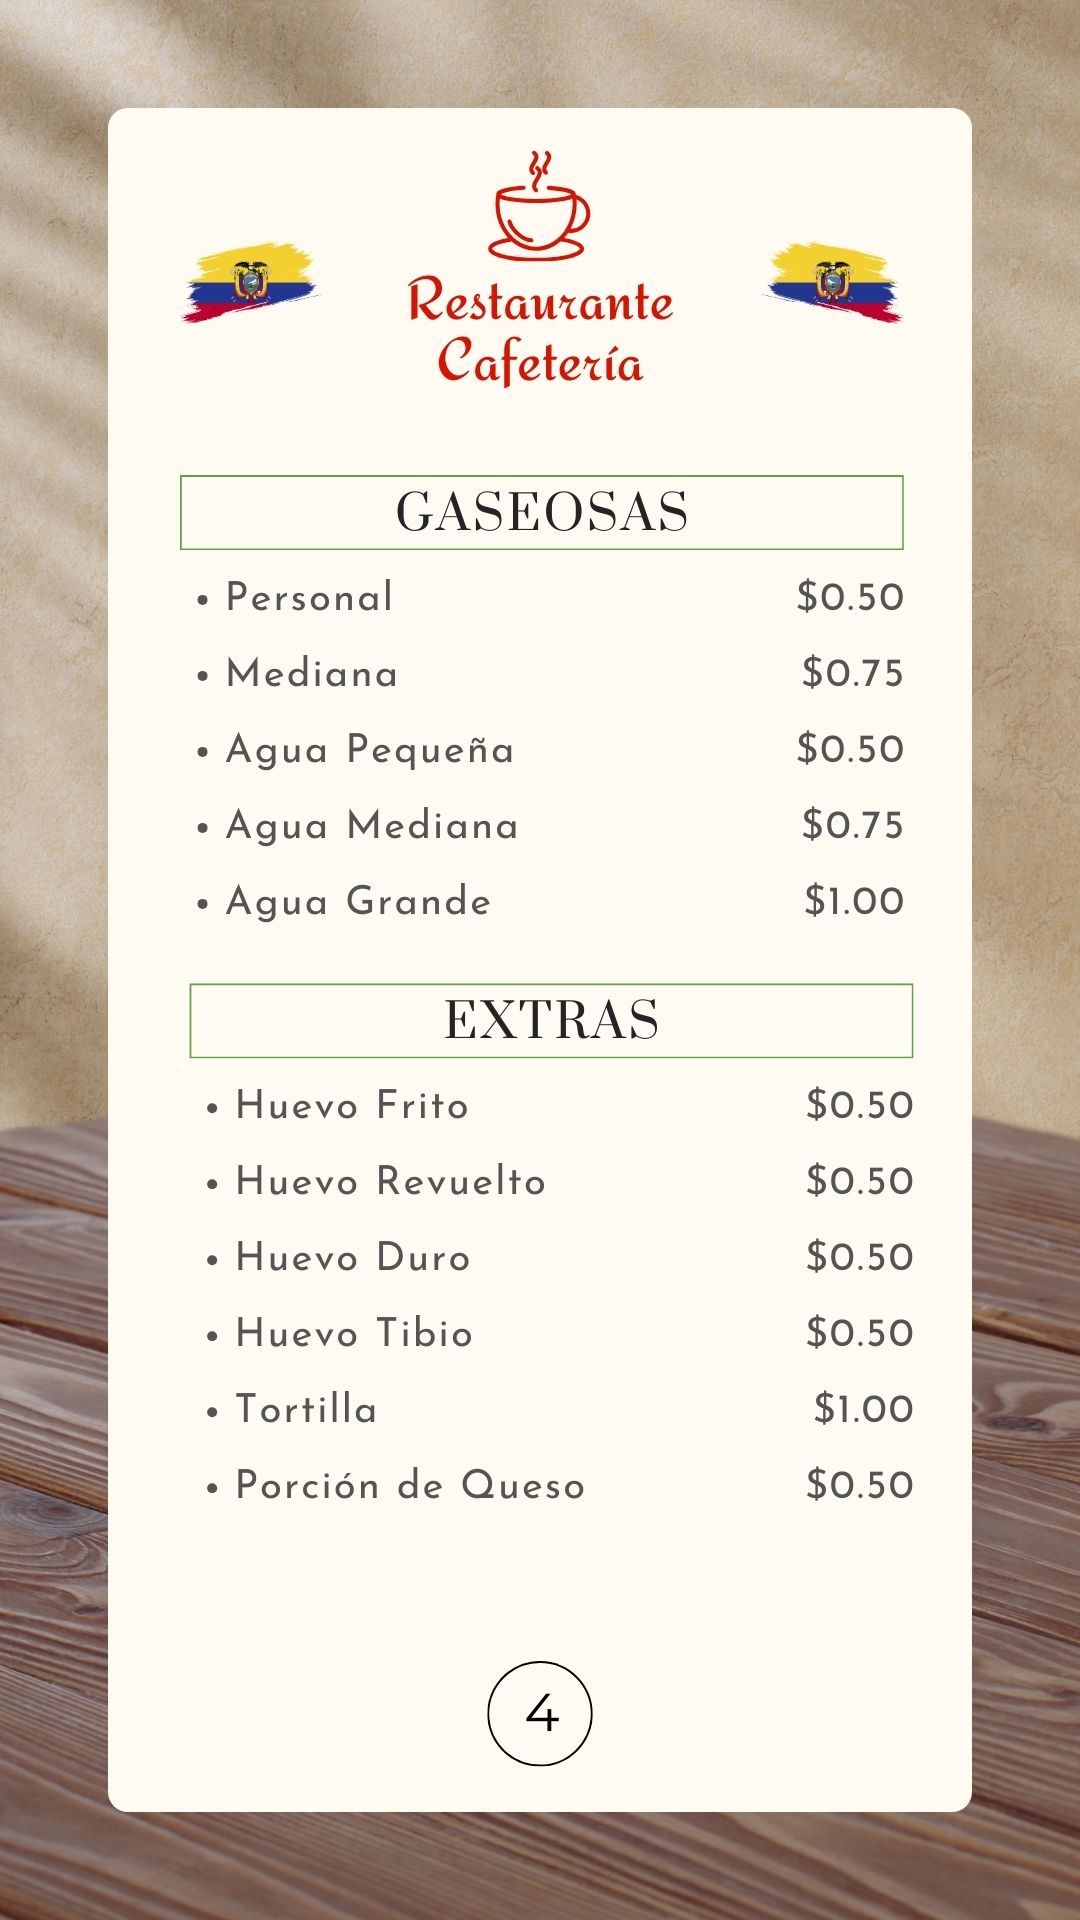 Restaurante
Cafetería
GASEOSAS
• Personal $0.50
• Mediana $0.75
• Agua Pequeña $0.50
• Agua Mediana $0.75
• Agua Grande $1.00
EXTRAS
• Huevo Frito $0.50
• Huevo Revuelto $0.50
• Huevo Duro $0.50
• Huevo Tibio $0.50
• Tortilla $1.00
• Porción de Queso $0.50
4